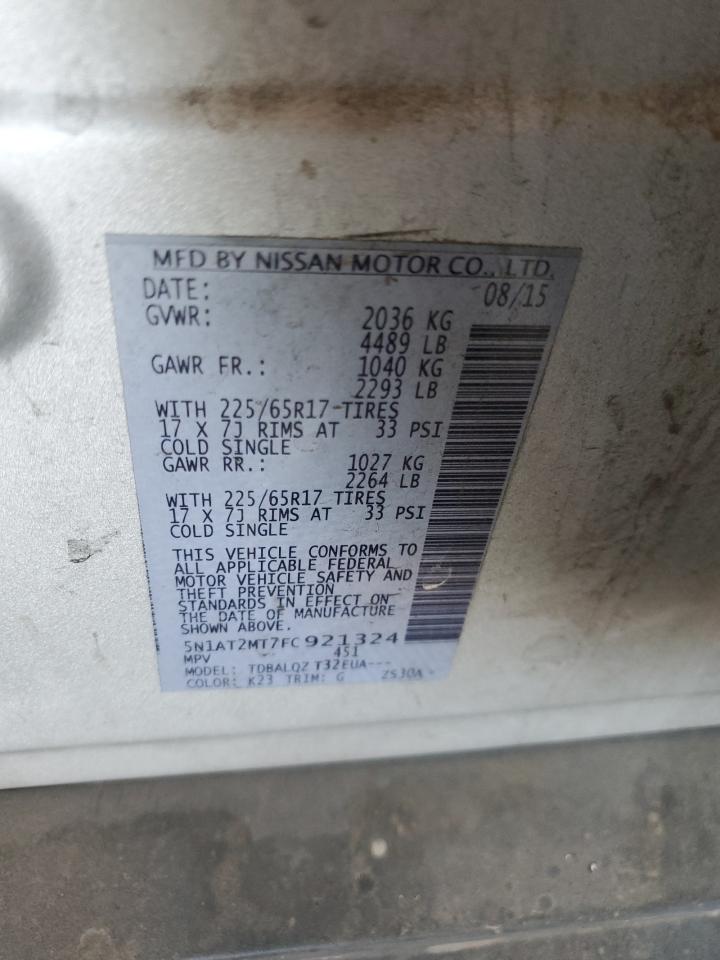 MFD BY NISSAN MOTOR CO., LTD.
DATE: 08/15
GVWR: 2036 KG
4489 LB
GAWR FR.: 1040 KG
2293 LB
WITH 225/65R17 TIRES
17 X 7J RIMS AT 33 PSI
COLD SINGLE
GAWR RR.: 1027 KG
2264 LB
WITH 225/65R17 TIRES
17 X 7J RIMS AT 33 PSI
COLD SINGLE
THIS VEHICLE CONFORMS TO
ALL APPLICABLE FEDERAL
MOTOR VEHICLE SAFETY AND
THEFT PREVENTION
STANDARDS IN EFFECT ON
THE DATE OF MANUFACTURE
SHOWN ABOVE.
5N1AT2MT7FC921324
MPV 451
MODEL: TDBALQZ T32EUA---
COLOR: K23 TRIM: G ZS30A -